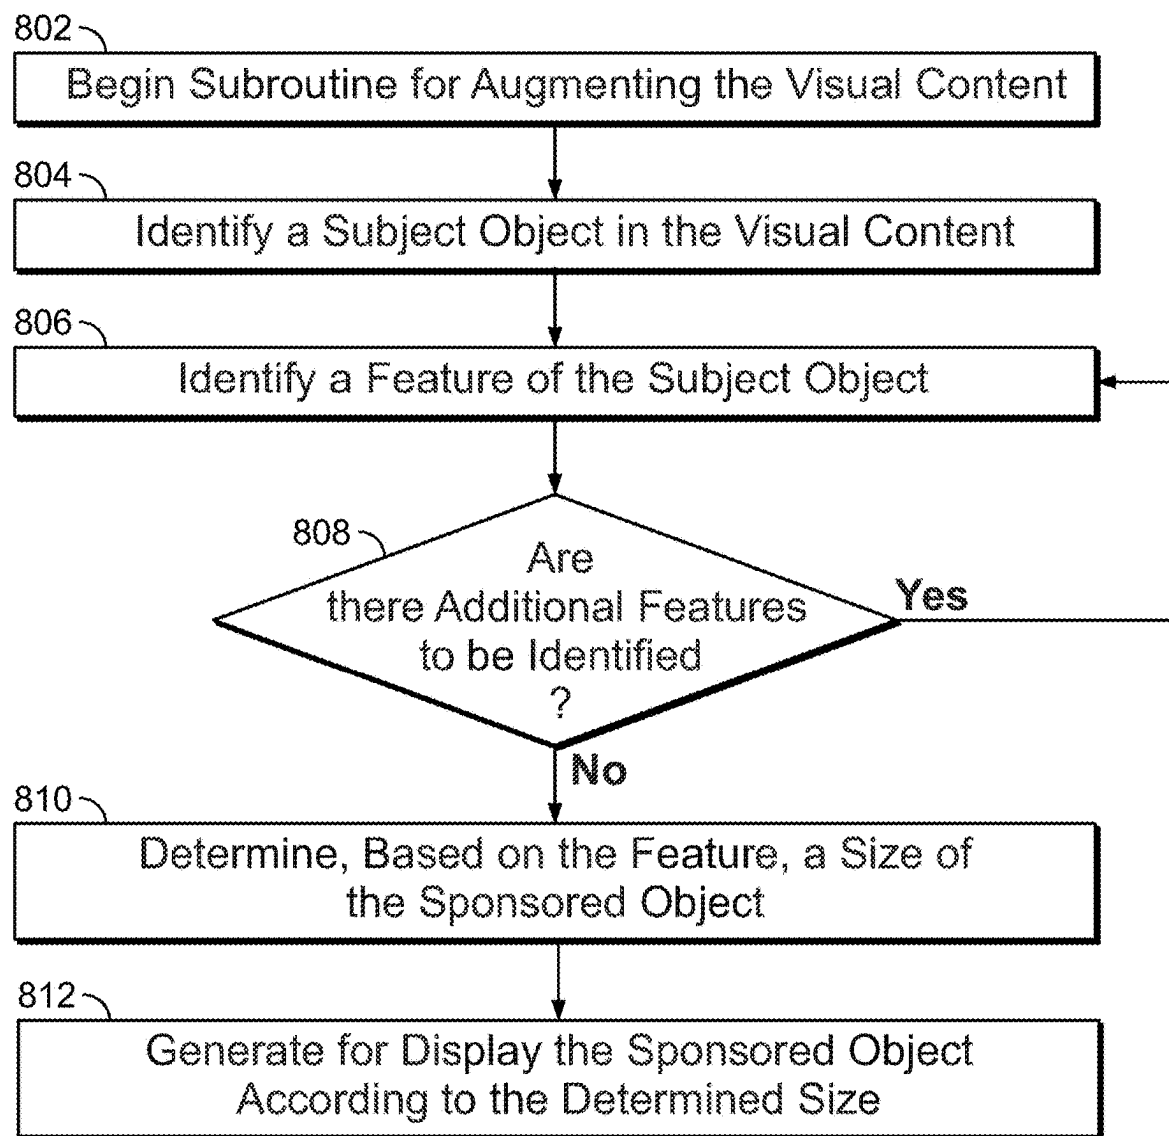 802
Begin Subroutine for Augmenting the Visual Content
804
Identify a Subject Object in the Visual Content
806
Identify a Feature of the Subject Object
808
Are
there Additional Features
to be Identified
?
Yes
No
810
Determine, Based on the Feature, a Size of
the Sponsored Object
812
Generate for Display the Sponsored Object
According to the Determined Size